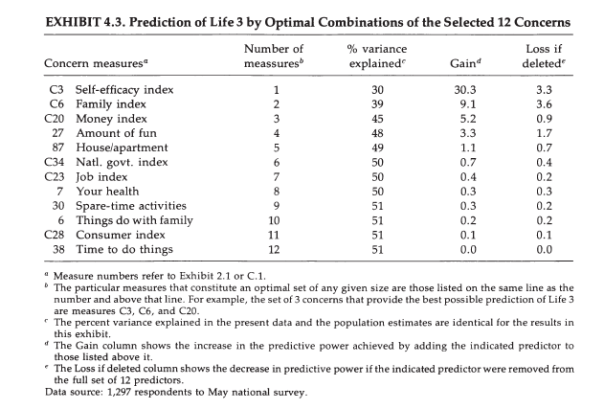 EXHIBIT 4.3. Prediction of Life 3 by Optimal Combinations of the Selected 12 Concerns
Number of % variance Loss if
Concern measuresᵃ meassuresᵇ explainedᶜ Gainᵈ deletedᵉ
C3 Self-efficacy index 1 30 30.3 3.3
C6 Family index 2 39 9.1 3.6
C20 Money index 3 45 5.2 0.9
27 Amount of fun 4 48 3.3 1.7
87 House/apartment 5 49 1.1 0.7
C34 Natl. govt. index 6 50 0.7 0.4
C23 Job index 7 50 0.4 0.2
7 Your health 8 50 0.3 0.3
30 Spare-time activities 9 51 0.3 0.2
6 Things do with family 10 51 0.2 0.2
C28 Consumer index 11 51 0.1 0.1
38 Time to do things 12 51 0.0 0.0
ᵃ Measure numbers refer to Exhibit 2.1 or C.1.
ᵇ The particular measures that constitute an optimal set of any given size are those listed on the same line as the
number and above that line. For example, the set of 3 concerns that provide the best possible prediction of Life 3
are measures C3, C6, and C20.
ᶜ The percent variance explained in the present data and the population estimates are identical for the results in
this exhibit.
ᵈ The Gain column shows the increase in the predictive power achieved by adding the indicated predictor to
those listed above it.
ᵉ The Loss if deleted column shows the decrease in predictive power if the indicated predictor were removed from
the full set of 12 predictors.
Data source: 1,297 respondents to May national survey.